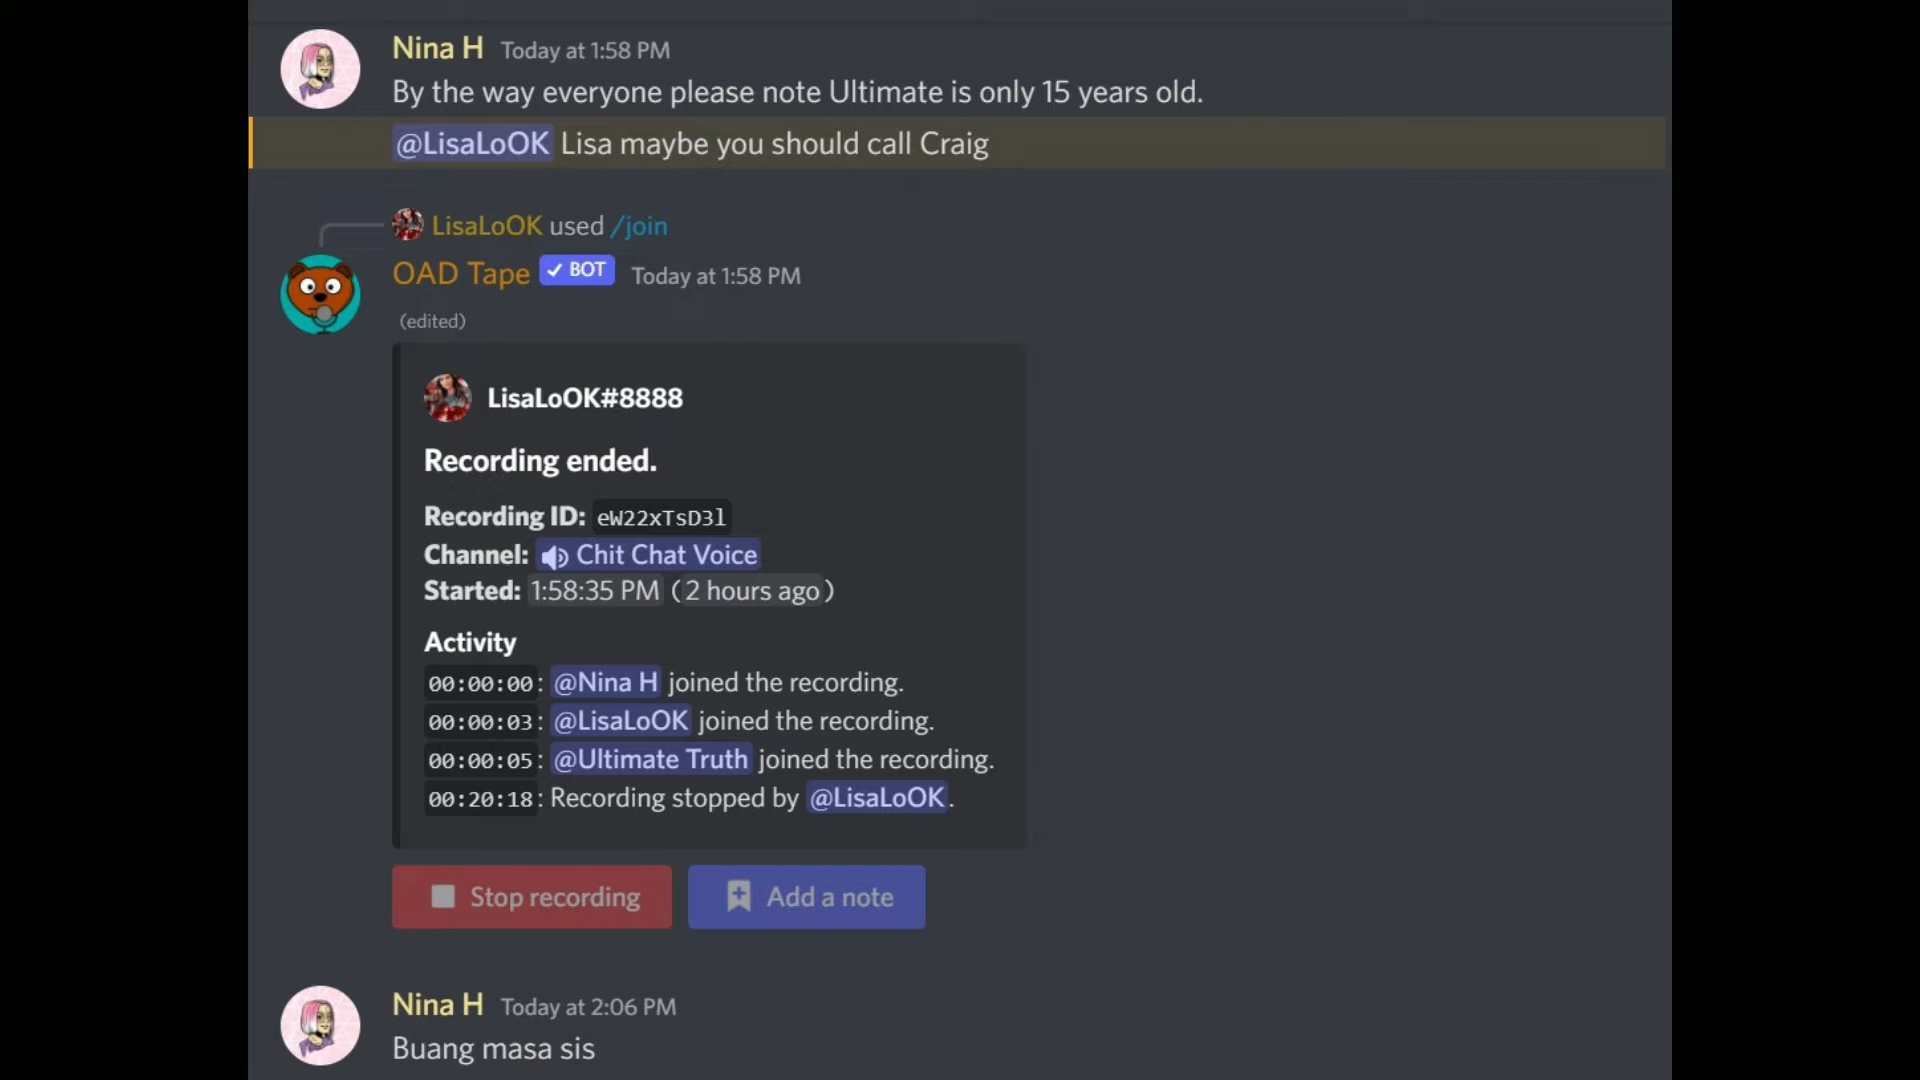 Nina H Today at 1:58 PM
By the way everyone please note Ultimate is only 15 years old.
@LisaLoOK Lisa maybe you should call Craig
LisaLoOK used /join
OAD Tape ✓ BOT Today at 1:58 PM
(edited)
LisaLoOK#8888
Recording ended.
Recording ID: eW22xTsD3l
Channel: Chit Chat Voice
Started: 1:58:35 PM (2 hours ago)
Activity
00:00:00: @Nina H joined the recording.
00:00:03: @LisaLoOK joined the recording.
00:00:05: @Ultimate Truth joined the recording.
00:20:18: Recording stopped by @LisaLoOK.
Stop recording Add a note
Nina H Today at 2:06 PM
Buang masa sis